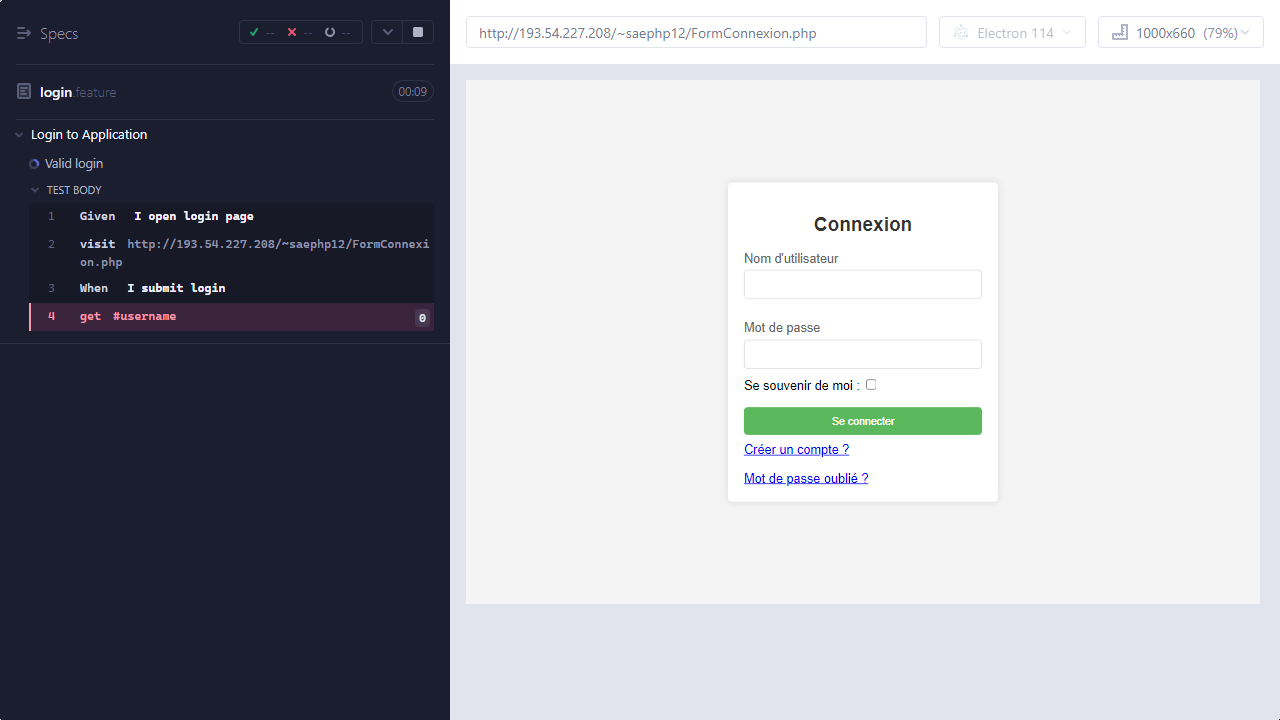 Specs
-- -- --
login.feature
00:09
Login to Application
Valid login
TEST BODY
1 Given I open login page
2 visit http://193.54.227.208/~saephp12/FormConnexi
on.php
3 When I submit login
4 get #username 0
http://193.54.227.208/~saephp12/FormConnexion.php
Electron 114
1000x660 (79%)
Connexion
Nom d'utilisateur
Mot de passe
Se souvenir de moi :
Se connecter
Créer un compte ?
Mot de passe oublié ?